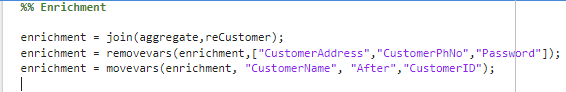 %% Enrichment
enrichment = join(aggregate,reCustomer);
enrichment = removevars(enrichment,["CustomerAddress","CustomerPhNo","Password"]);
enrichment = movevars(enrichment, "CustomerName", "After","CustomerID");